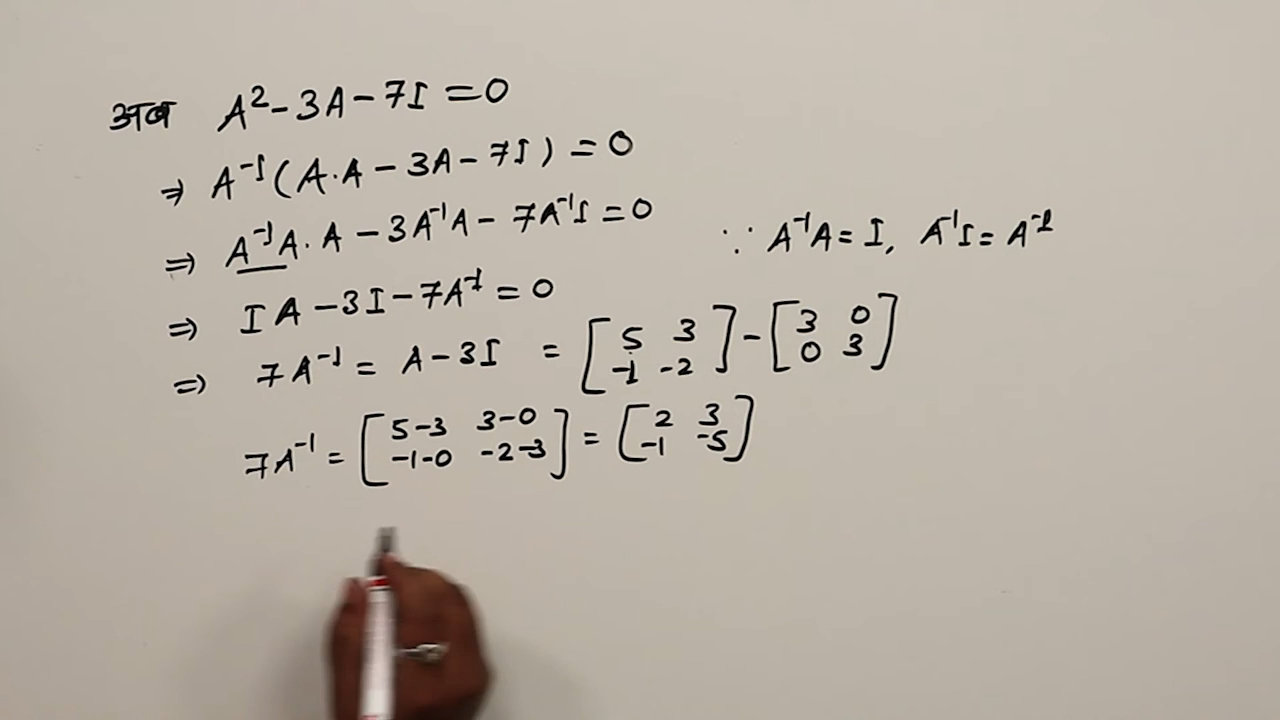 अब A² - 3A - 7I = 0
⇒ A⁻¹(A·A - 3A - 7I) = 0
⇒ A⁻¹A·A - 3A⁻¹A - 7A⁻¹I = 0 ∵ A⁻¹A = I, A⁻¹I = A⁻¹
⇒ IA - 3I - 7A⁻¹ = 0
⇒ 7A⁻¹ = A - 3I = [5 3; -1 -2] - [3 0; 0 3]
7A⁻¹ = [5-3 3-0; -1-0 -2-3] = [2 3; -1 -5]